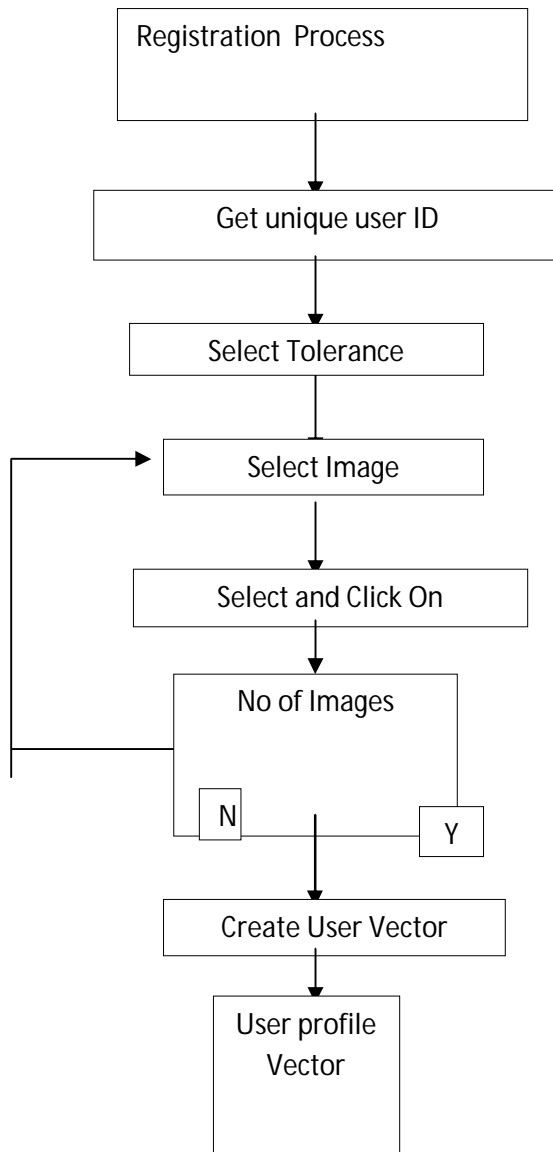 Registration Process
Get unique user ID
Select Tolerance
Select Image
Select and Click On
No of Images
N
Y
Create User Vector
User profile
Vector